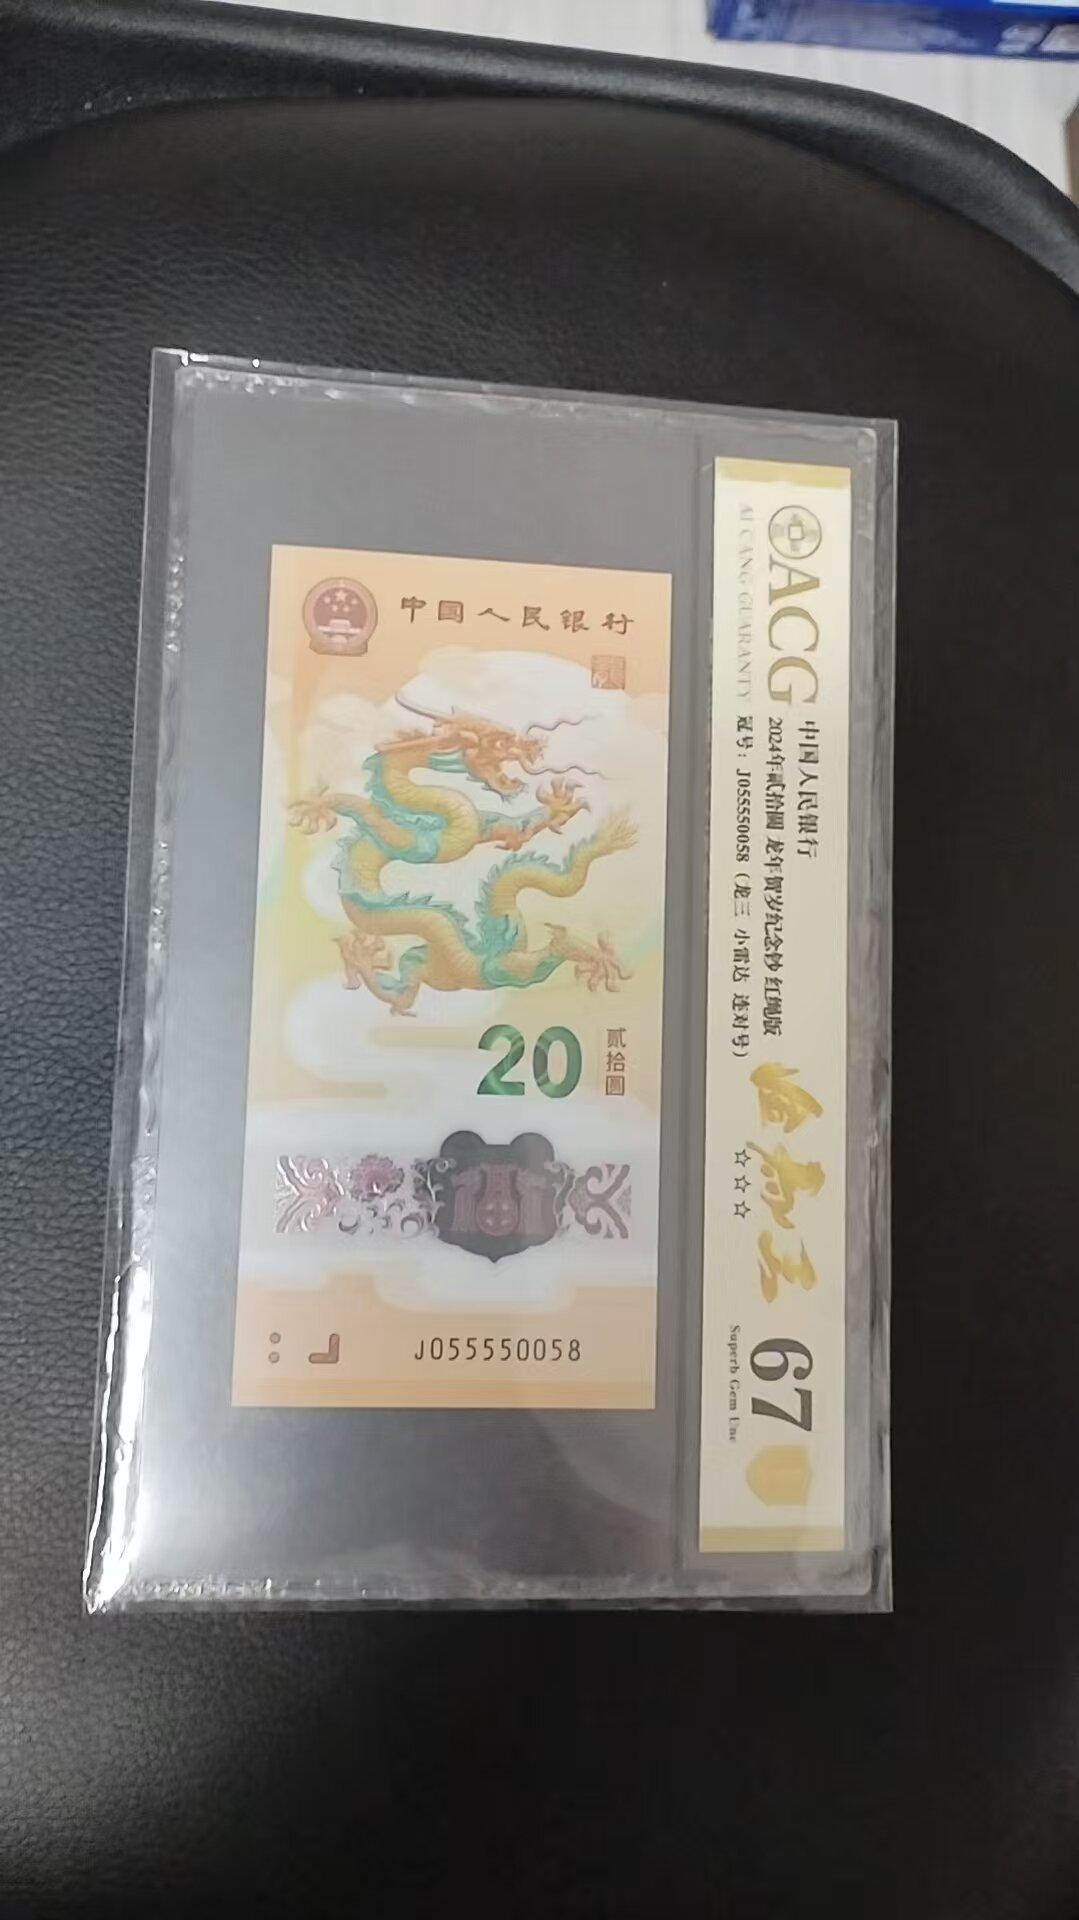 中国人民银行
20
贰拾圆
J055550058
ACG
AI CANG GUARANTY
中国人民银行
2024年贰拾圆 龙年贺岁纪念钞 红绳版
冠号：J055550058（龙三 小雷达 连对号）
☆☆☆
67
Superb Gem Unc